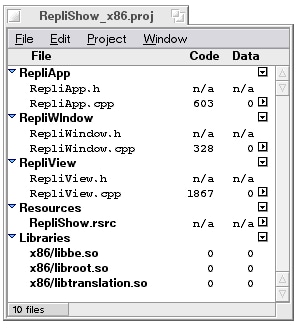 RepliShow_x86.proj
File Edit Project Window
File Code Data
RepliApp
RepliApp.h n/a n/a
RepliApp.cpp 603 0
RepliWIndow
RepliWindow.h n/a n/a
RepliWindow.cpp 328 0
RepliView
RepliView.h n/a n/a
RepliView.cpp 1867 0
Resources
RepliShow.rsrc n/a n/a
Libraries
x86/libbe.so 0 0
x86/libroot.so 0 0
x86/libtranslation.so 0 0
10 files